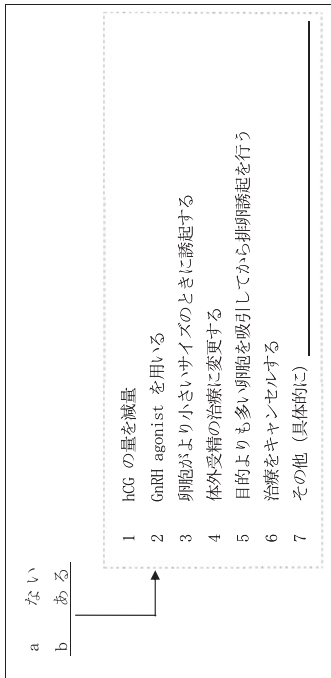 a ない
b ある
1 hCG の量を減量
2 GnRH agonist を用いる
3 卵胞がより小さいサイズのときに誘起する
4 体外受精の治療に変更する
5 目的よりも多い卵胞を吸引してから排卵誘起を行う
6 治療をキャンセルする
7 その他（具体的に）